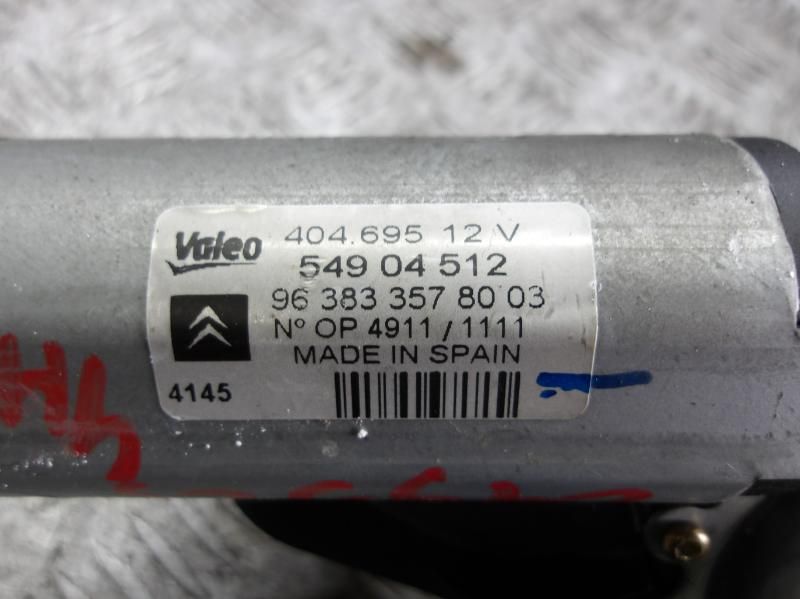 Valeo 404.695 12 V
549 04 512
96 383 357 80 03
Nº OP 4911 / 1111
MADE IN SPAIN
4145